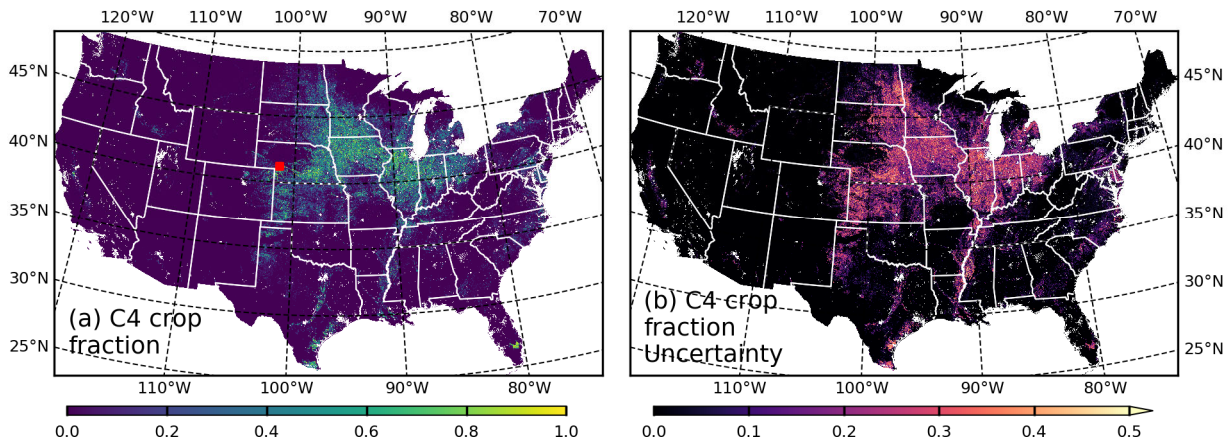 120°W 110°W 100°W 90°W 80°W 70°W
45°N
40°N
35°N
30°N
25°N
(a) C4 crop
fraction
110°W 100°W 90°W 80°W
0.0 0.2 0.4 0.6 0.8 1.0
120°W 110°W 100°W 90°W 80°W 70°W
45°N
40°N
35°N
30°N
25°N
(b) C4 crop
fraction
Uncertainty
110°W 100°W 90°W 80°W
0.0 0.1 0.2 0.3 0.4 0.5